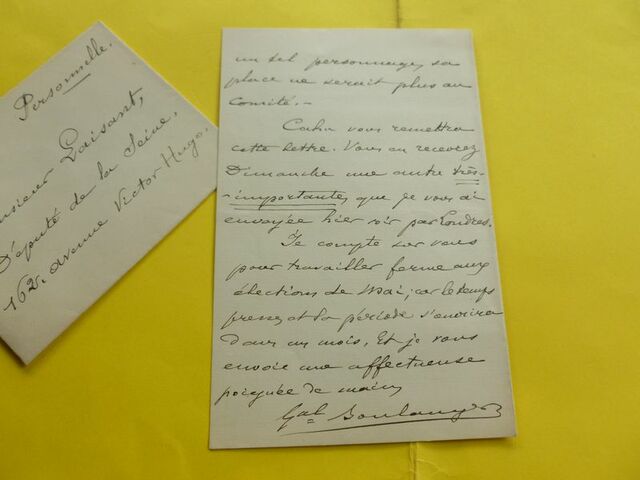 Personnelle.
Monsieur Laisant,
Député de la Seine,
162. avenue Victor Hugo.
un tel personnage, sa
place ne serait plus au
Comité. –
Cahn vous remettra
cette lettre. Vous en recevrez
Dimanche une autre très-
-importante, que je vous ai
envoyée hier soir par Londres.
Je compte sur vous
pour travailler ferme aux
élections de Mai; car le temps
presse, et la période s'ouvrira
dans un mois. Et je vous
envoie une affectueuse
poignée de main,
Gal Boulanger